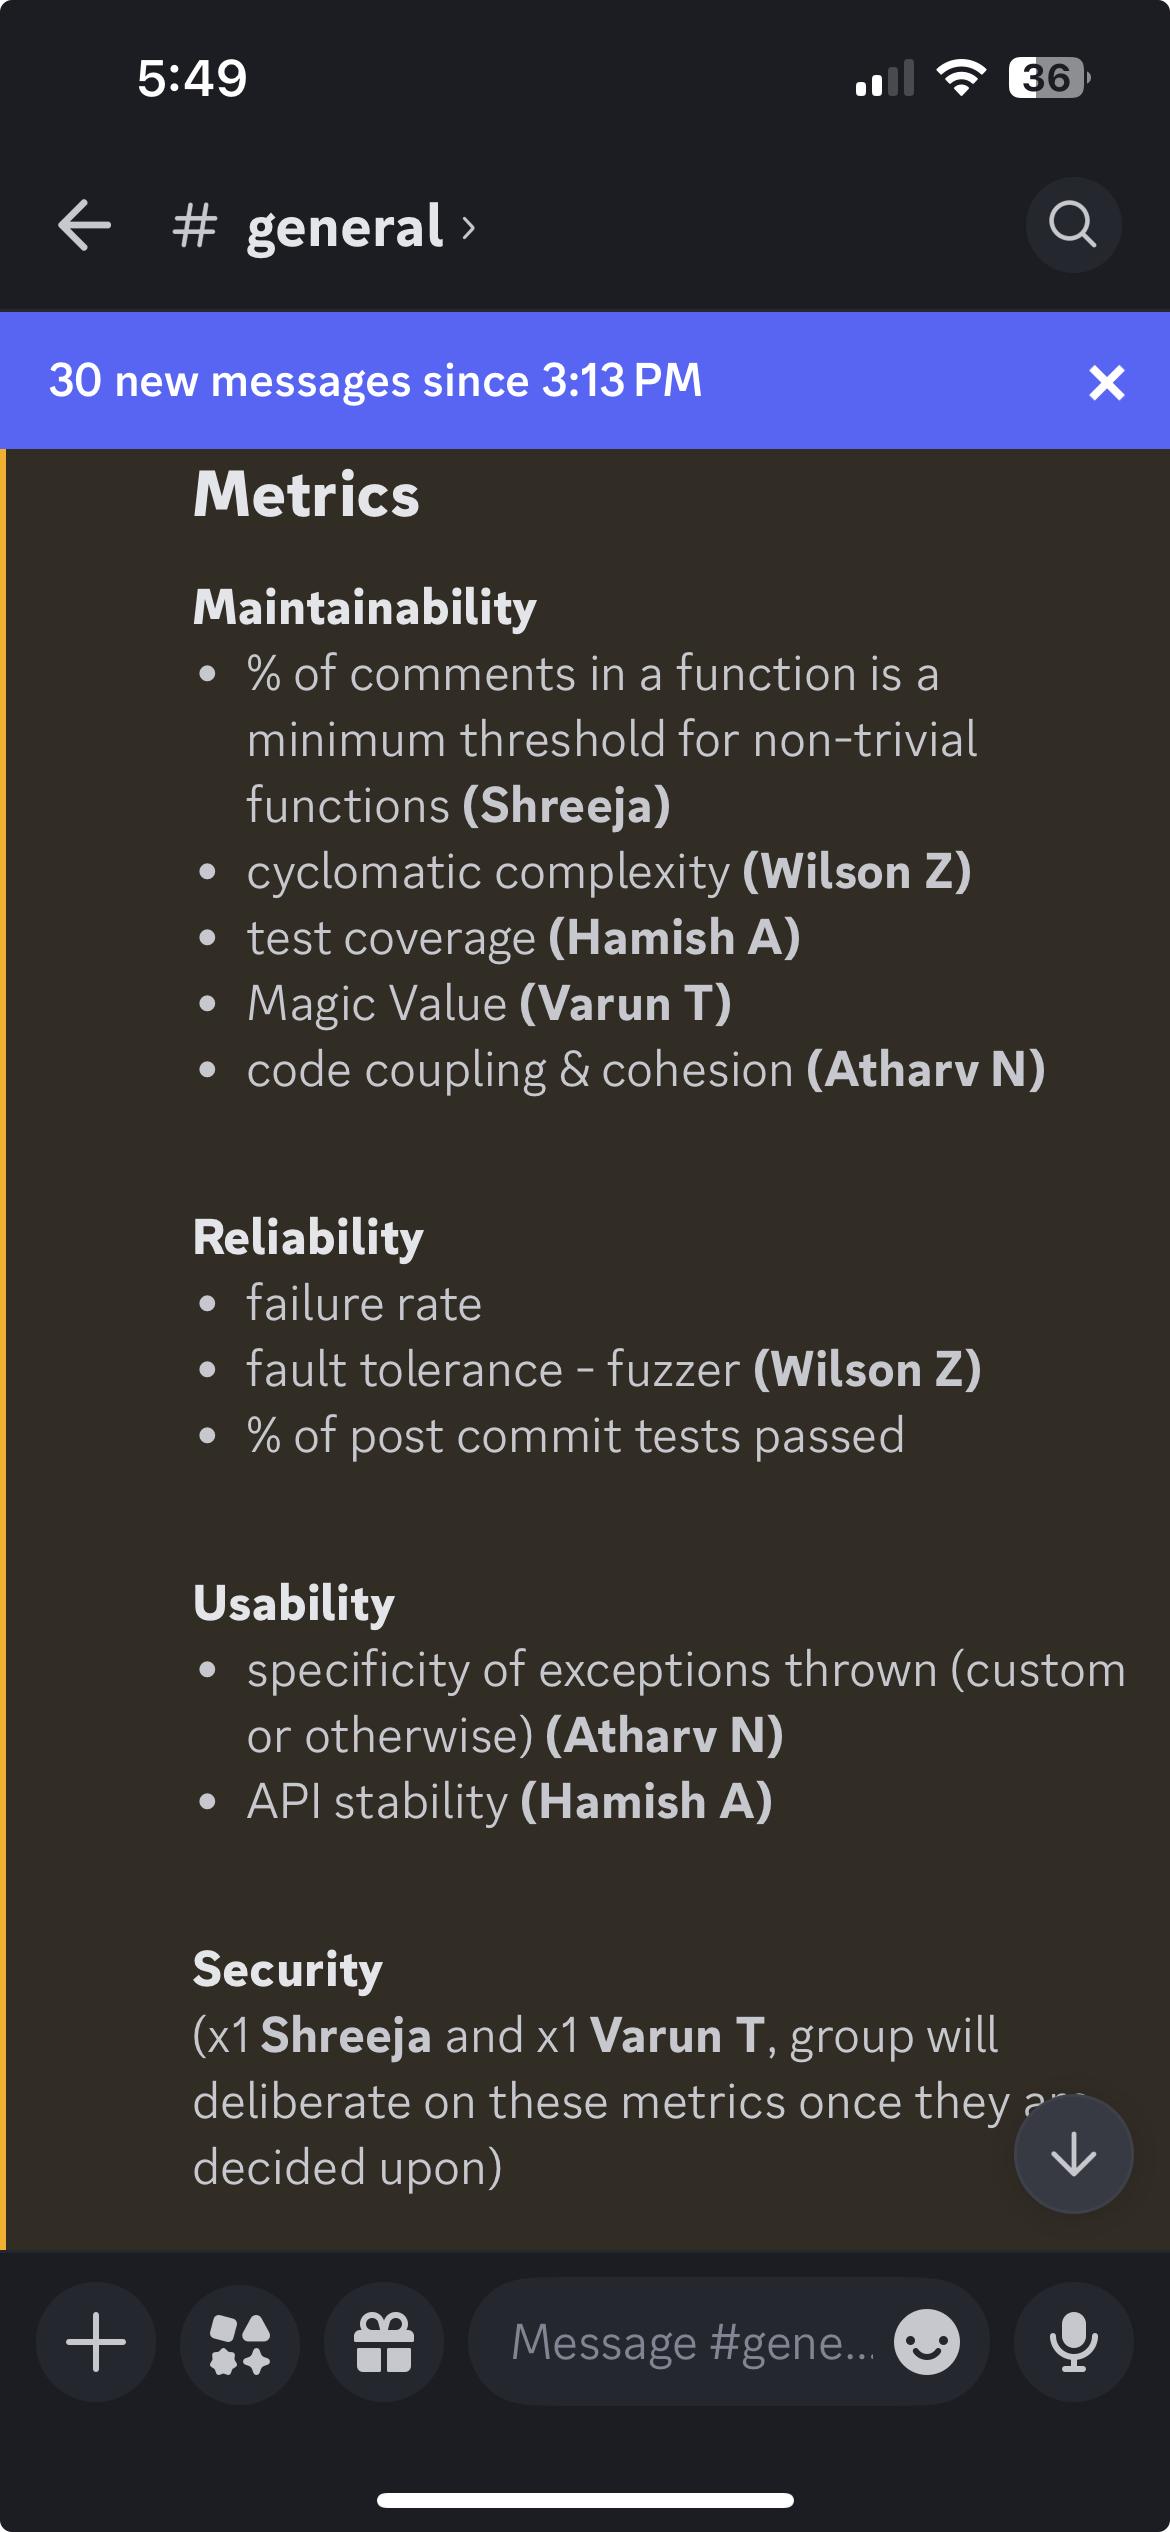 5:49
36
# general ›
30 new messages since 3:13 PM
Metrics
Maintainability
• % of comments in a function is a
minimum threshold for non-trivial
functions (Shreeja)
• cyclomatic complexity (Wilson Z)
• test coverage (Hamish A)
• Magic Value (Varun T)
• code coupling & cohesion (Atharv N)
Reliability
• failure rate
• fault tolerance - fuzzer (Wilson Z)
• % of post commit tests passed
Usability
• specificity of exceptions thrown (custom
or otherwise) (Atharv N)
• API stability (Hamish A)
Security
(x1 Shreeja and x1 Varun T, group will
deliberate on these metrics once they are
decided upon)
Message #gene...